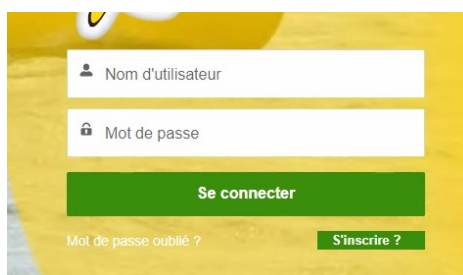 Nom d'utilisateur
Mot de passe
Se connecter
Mot de passe oublié ?
S'inscrire ?